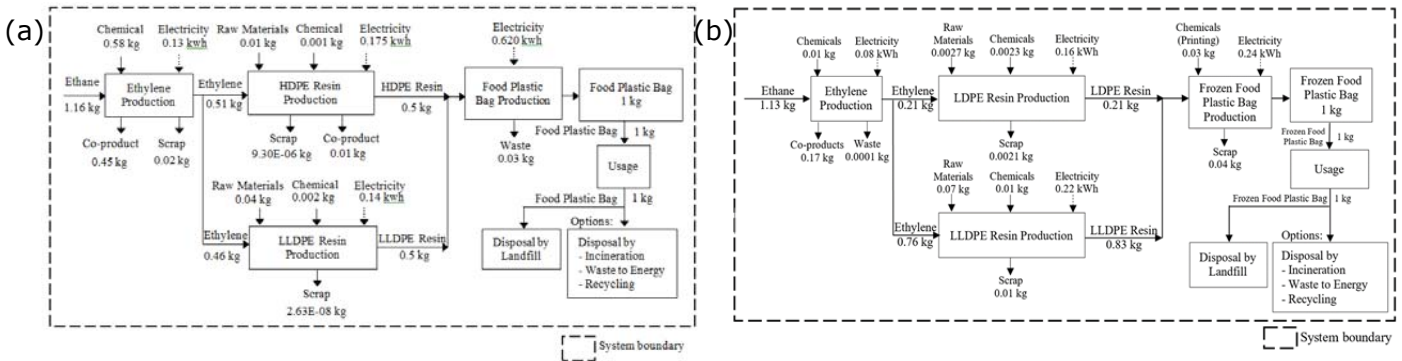 (a)
Chemical
0.58 kg
Electricity
0.13 kwh
Raw Materials
0.01 kg
Chemical
0.001 kg
Electricity
0.175 kwh
Electricity
0.620 kwh
Ethane
1.16 kg
Ethylene
Production
Ethylene
0.51 kg
HDPE Resin
Production
HDPE Resin
0.5 kg
Food Plastic
Bag Production
Food Plastic Bag
1 kg
Co-product
0.45 kg
Scrap
0.02 kg
Scrap
9.30E-06 kg
Co-product
0.01 kg
Waste
0.03 kg
Food Plastic Bag
1 kg
Usage
Raw Materials
0.04 kg
Chemical
0.002 kg
Electricity
0.14 kwh
Food Plastic Bag
1 kg
Ethylene
0.46 kg
LLDPE Resin
Production
LLDPE Resin
0.5 kg
Scrap
2.63E-08 kg
Disposal by
Landfill
Options:
Disposal by
- Incineration
- Waste to Energy
- Recycling
System boundary
(b)
Chemicals
0.01 kg
Electricity
0.08 kWh
Raw
Materials
0.0027 kg
Chemicals
0.0023 kg
Electricity
0.16 kWh
Chemicals
(Printing)
0.03 kg
Electricity
0.24 kWh
Ethane
1.13 kg
Ethylene
Production
Ethylene
0.21 kg
LDPE Resin Production
LDPE Resin
0.21 kg
Frozen Food
Plastic Bag
Production
Frozen Food
Plastic Bag
1 kg
Co-products
0.17 kg
Waste
0.0001 kg
Scrap
0.0021 kg
Scrap
0.04 kg
Frozen Food
Plastic Bag
1 kg
Usage
Raw
Materials
0.07 kg
Chemicals
0.01 kg
Electricity
0.22 kWh
Frozen Food Plastic Bag
1 kg
Ethylene
0.76 kg
LLDPE Resin Production
LLDPE Resin
0.83 kg
Scrap
0.01 kg
Disposal by
Landfill
Options:
Disposal by
- Incineration
- Waste to Energy
- Recycling
System boundary